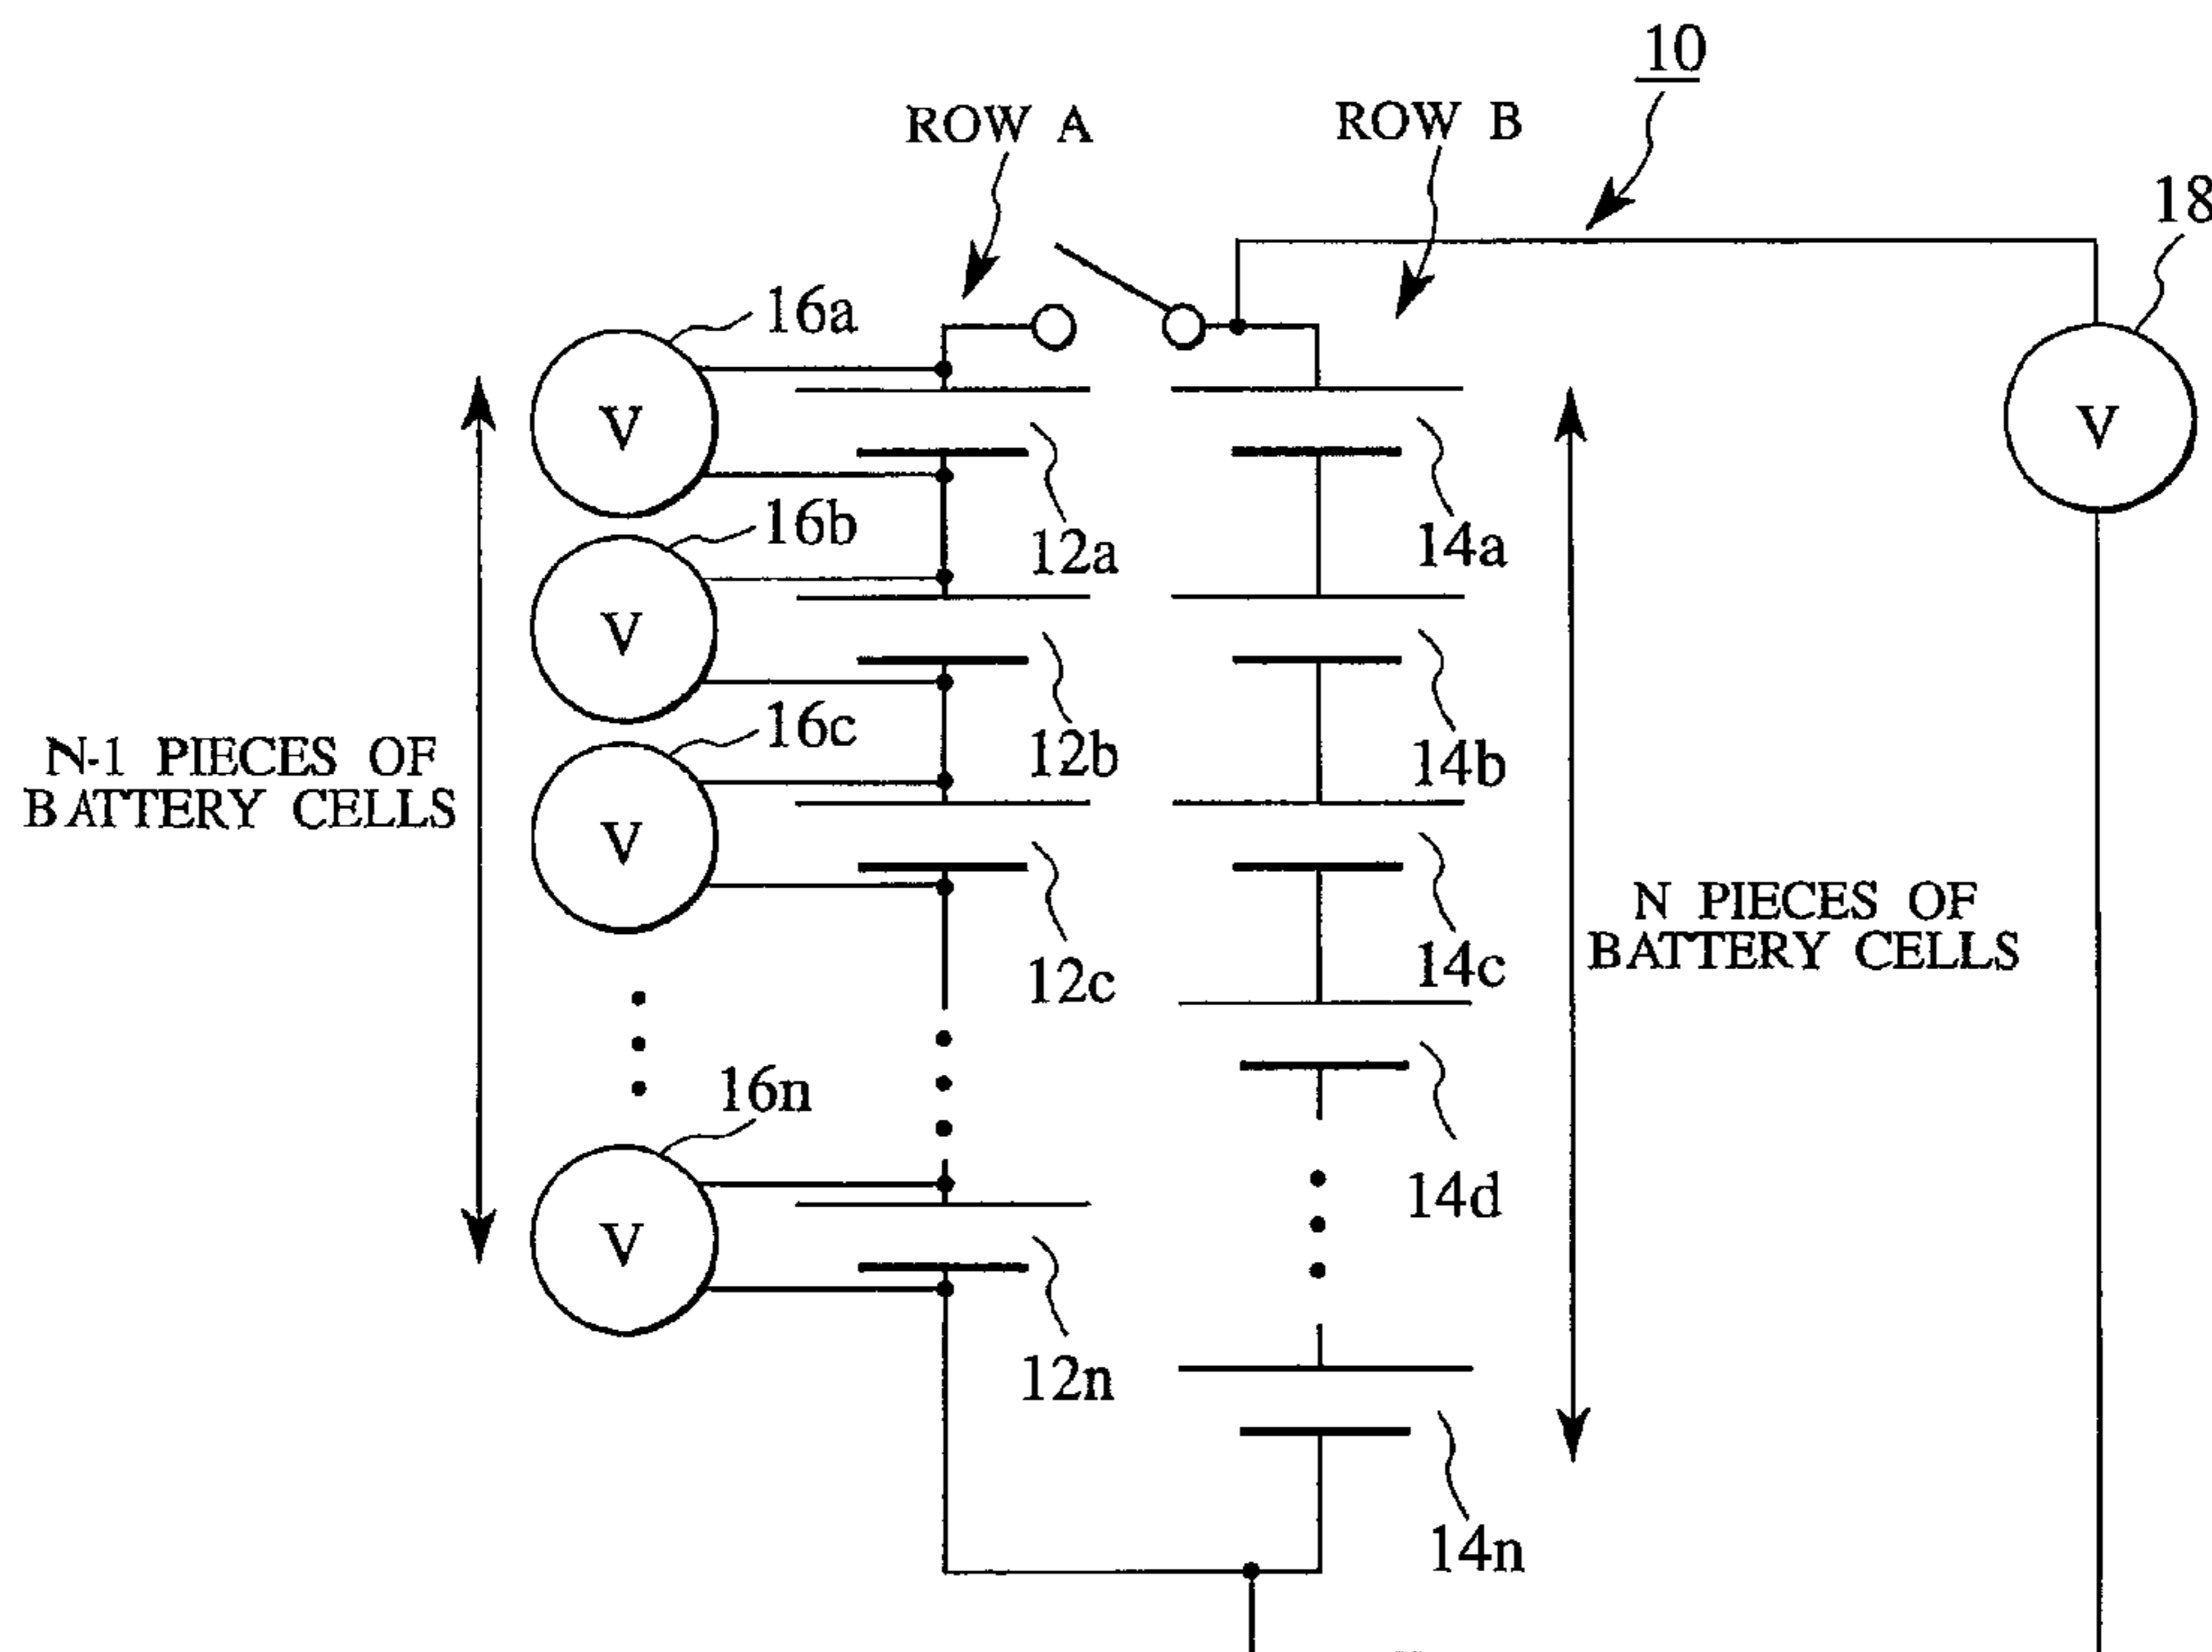 10
ROW A
ROW B
18
16a
V
V
12a
14a
16b
V
12b
14b
16c
V
N-1 PIECES OF
BATTERY CELLS
N PIECES OF
BATTERY CELLS
12c
14c
16n
14d
V
12n
14n